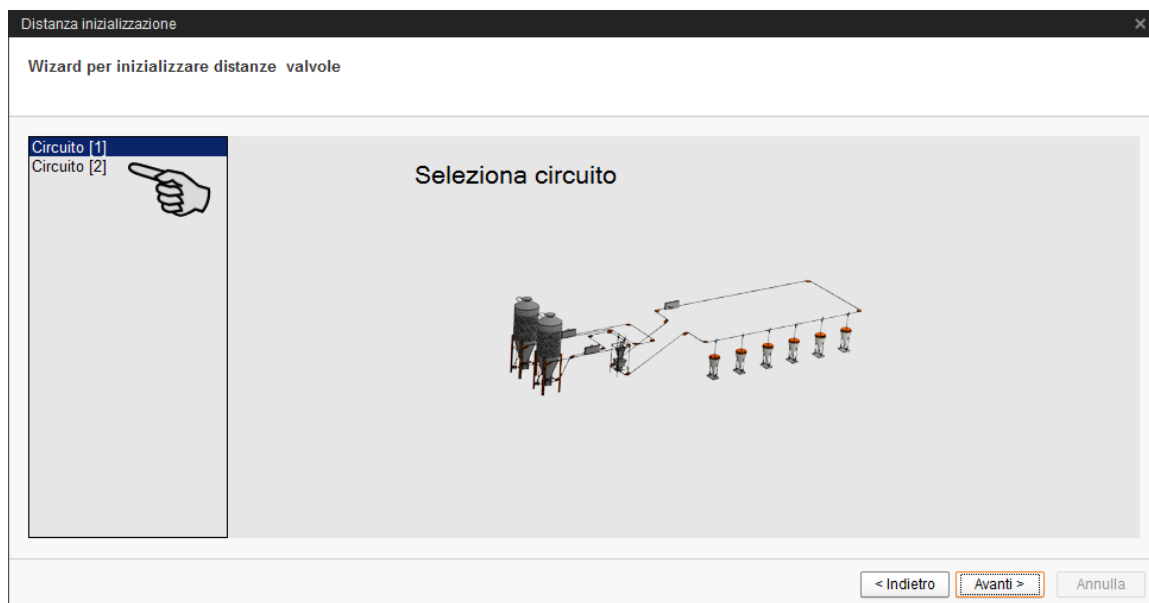 Distanza inizializzazione
Wizard per inizializzare distanze valvole
Circuito [1]
Circuito [2]
Seleziona circuito
< Indietro
Avanti >
Annulla